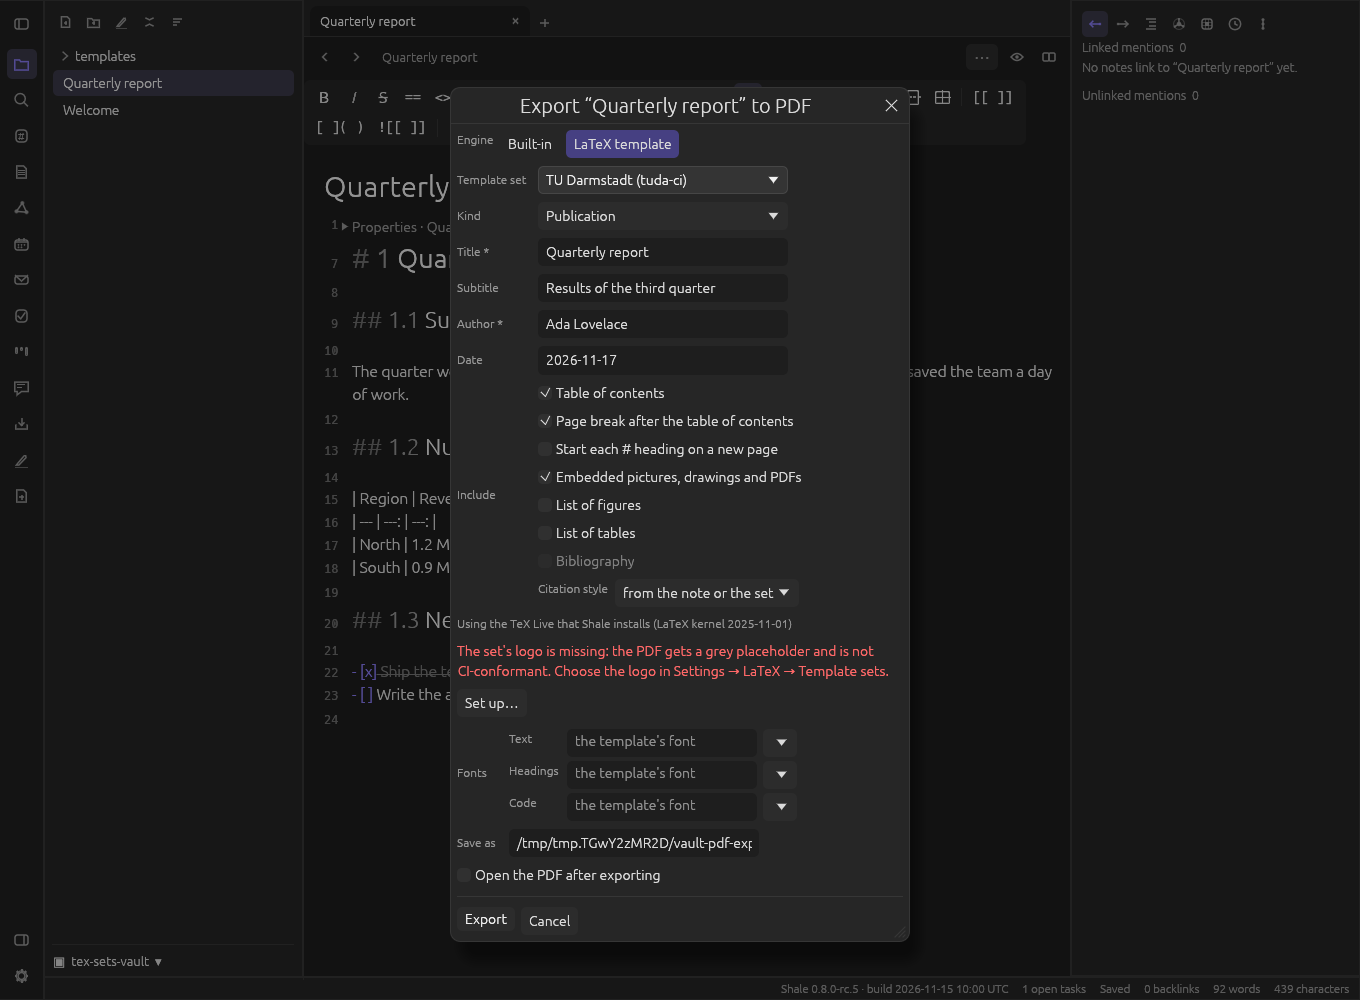 Quarterly report ×
templates
Quarterly report
Quarterly report
Welcome
Linked mentions 0
No notes link to “Quarterly report” yet.
Unlinked mentions 0
B I S == <> [[ ]]
[ ]( ) ![[ ]]
Quarterly
1 Properties · Qua
7 # 1 Qua
8
9 ## 1.1 Su
10
11 The quarter w saved the team a day
of work.
12
13 ## 1.2 Nu
14
15 | Region | Reve
16 | --- | ---: | ---: |
17 | North | 1.2 M
18 | South | 0.9 M
19
20 ## 1.3 Ne
21
22 - [x] Ship the te
23 - [ ] Write the a
24
Export “Quarterly report” to PDF
Engine Built-in LaTeX template
Template set TU Darmstadt (tuda-ci)
Kind Publication
Title * Quarterly report
Subtitle Results of the third quarter
Author * Ada Lovelace
Date 2026-11-17
Include
Table of contents
Page break after the table of contents
Start each # heading on a new page
Embedded pictures, drawings and PDFs
List of figures
List of tables
Bibliography
Citation style from the note or the set
Using the TeX Live that Shale installs (LaTeX kernel 2025-11-01)
The set's logo is missing: the PDF gets a grey placeholder and is not
CI-conformant. Choose the logo in Settings → LaTeX → Template sets.
Set up…
Fonts
Text the template's font
Headings the template's font
Code the template's font
Save as /tmp/tmp.TGwY2zMR2D/vault-pdf-exp
Open the PDF after exporting
Export Cancel
tex-sets-vault ▾
Shale 0.8.0-rc.5 · build 2026-11-15 10:00 UTC 1 open tasks Saved 0 backlinks 92 words 439 characters